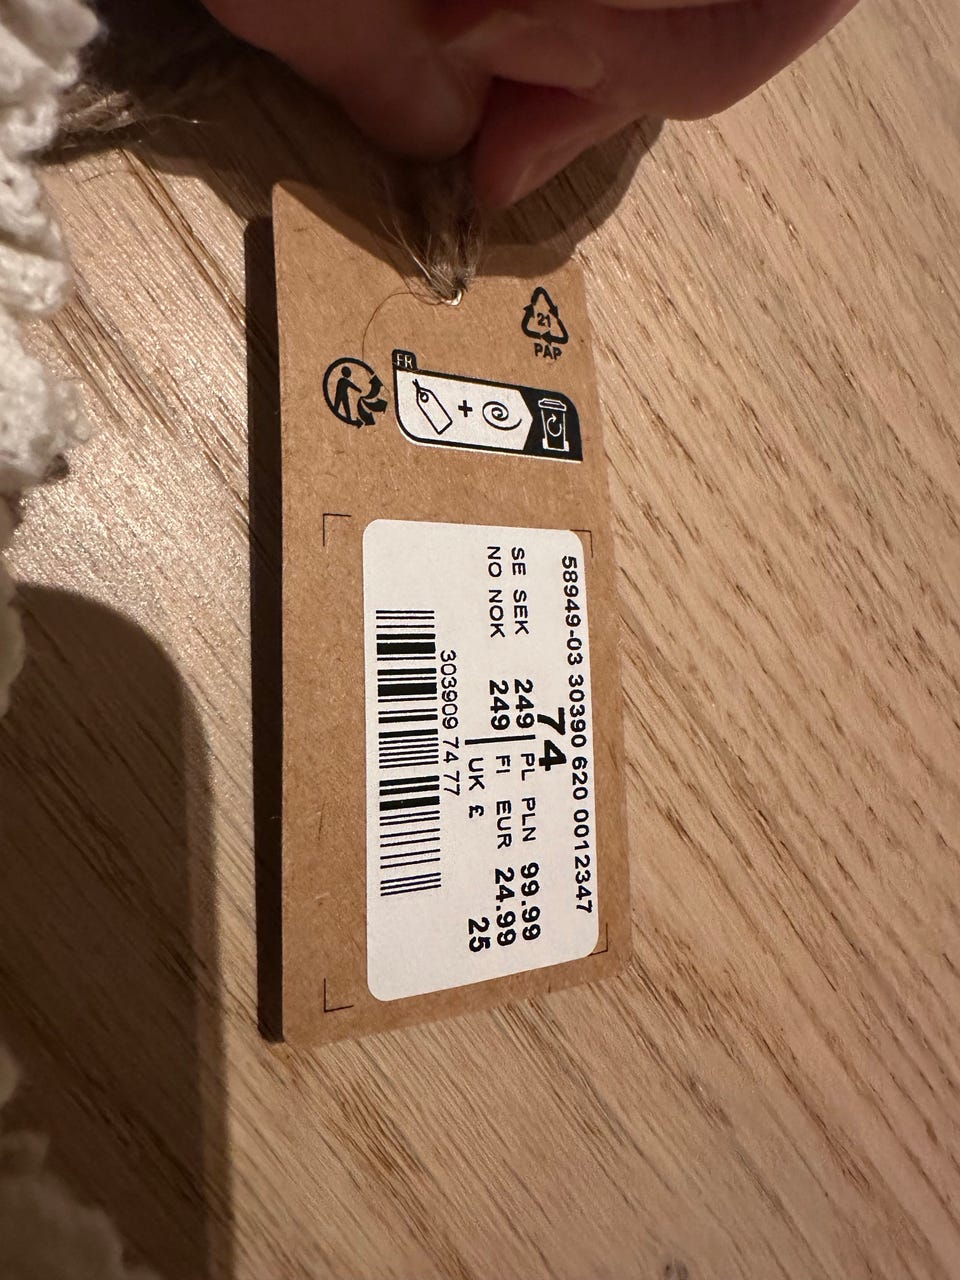 21
PAP
FR
+
58949-03 30390 620 0012347
74
SE SEK 249 | PL PLN 99.99
NO NOK 249 | FI EUR 24.99
UK £ 25
303909 74 77